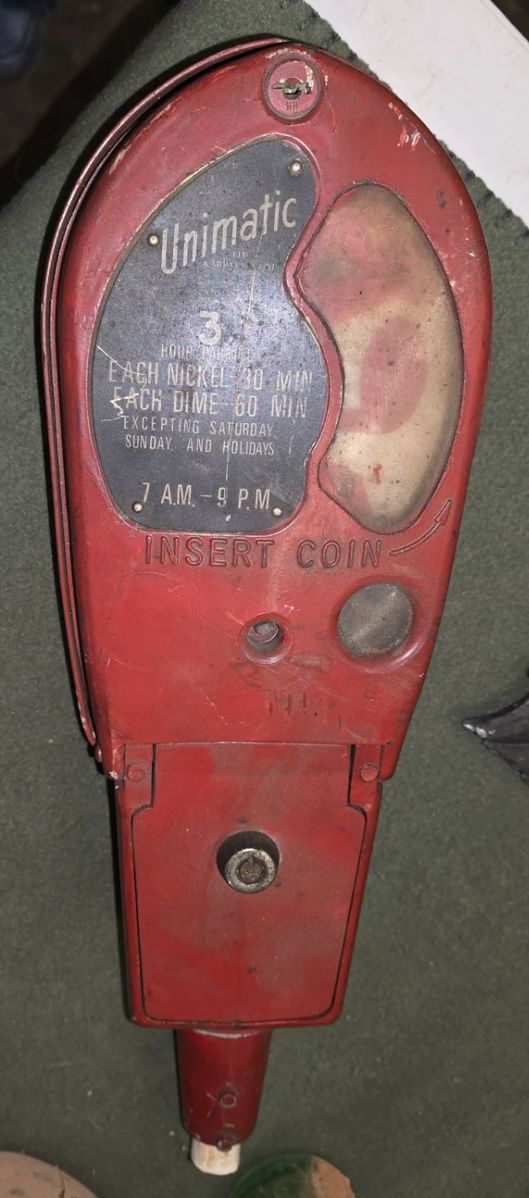 Unimatic
3
HOUR PARKING
EACH NICKEL-30 MIN
EACH DIME-60 MIN
EXCEPTING SATURDAY
SUNDAY, AND HOLIDAYS
7 A.M. – 9 P.M.
INSERT COIN